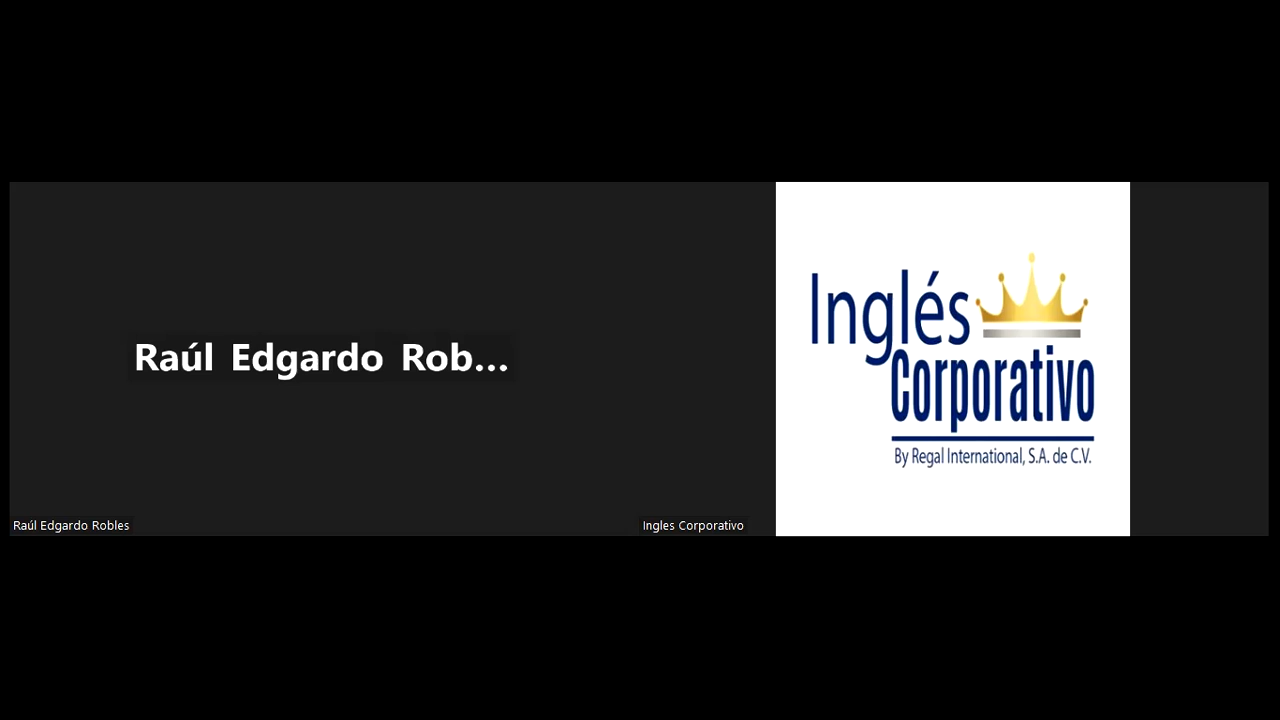 Raúl Edgardo Rob...
Raúl Edgardo Robles
Inglés
Corporativo
By Regal International, S.A. de C.V.
Ingles Corporativo